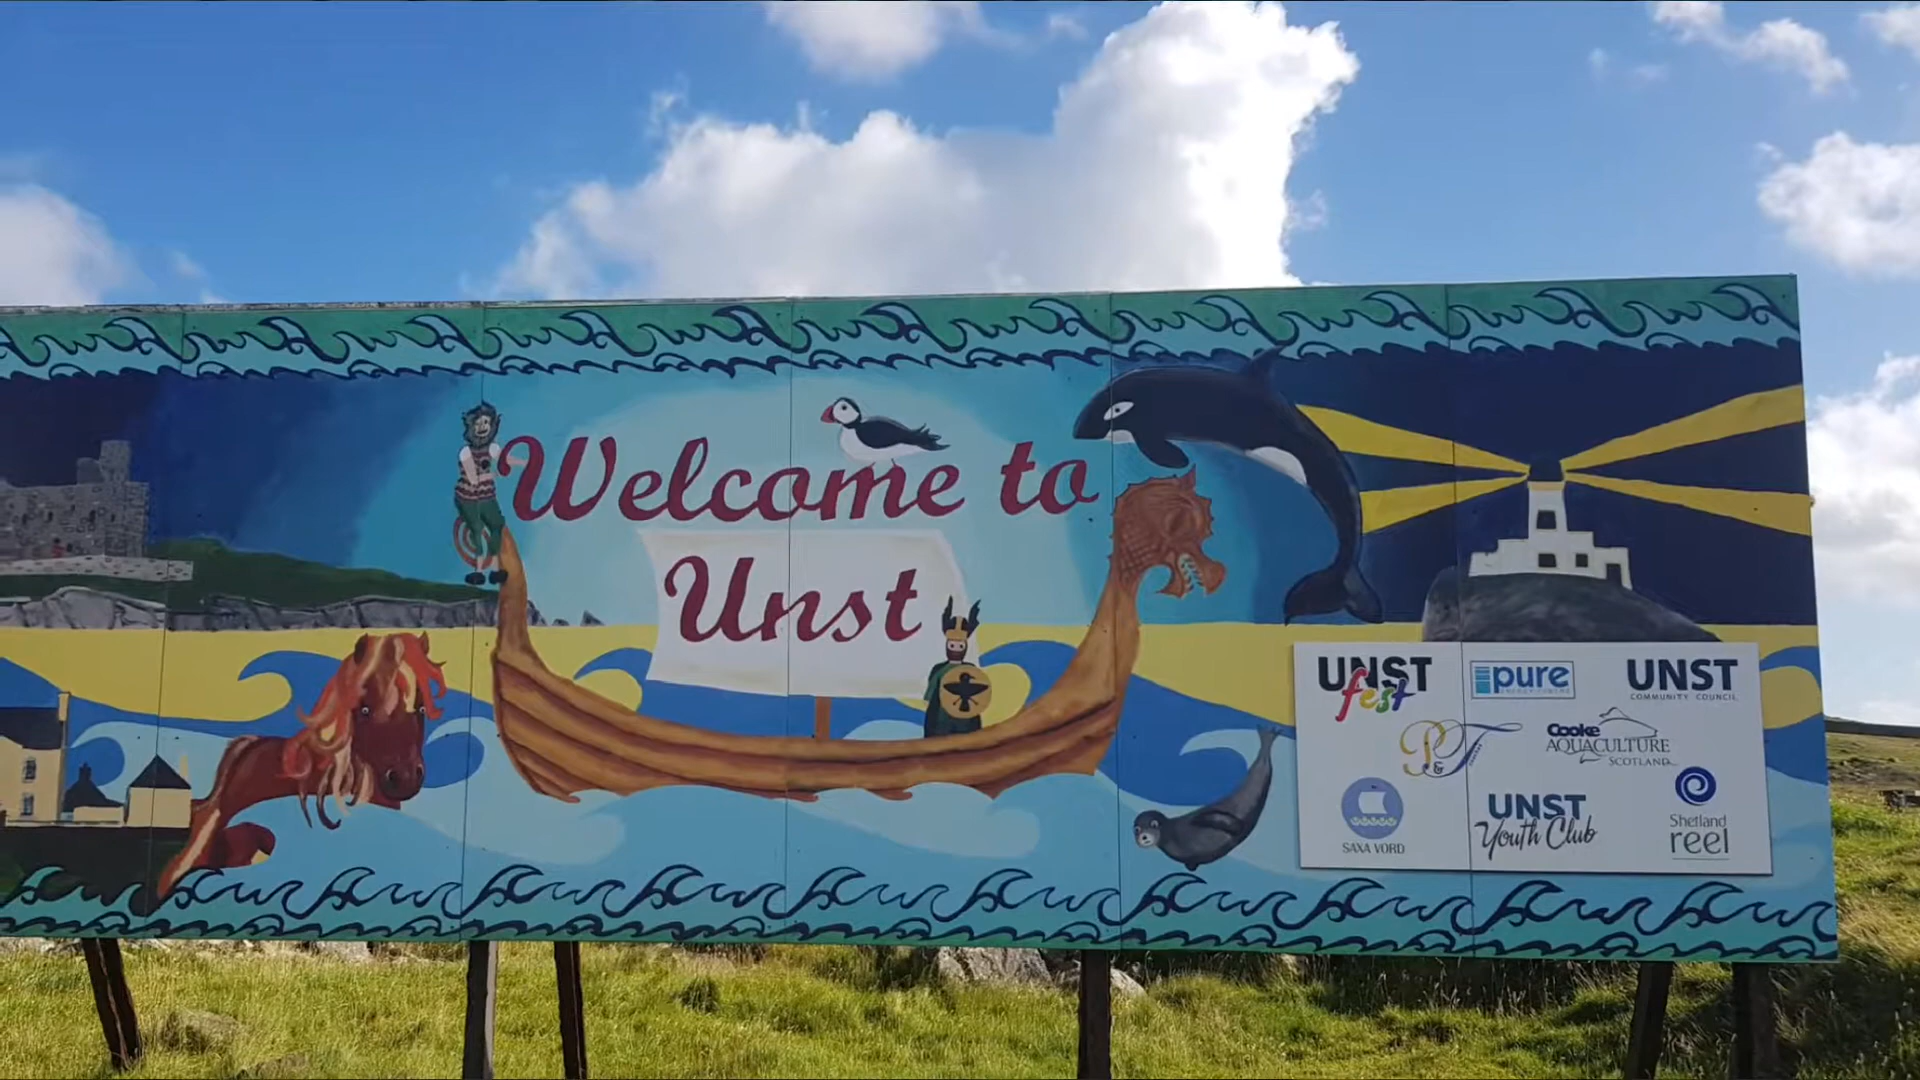 Welcome to
Unst
UNST
fest
pure
ENERGY CENTRE
UNST
COMMUNITY COUNCIL
P&T
Cooke
AQUACULTURE
SCOTLAND
SAXA VORD
UNST
Youth Club
Shetland
reel